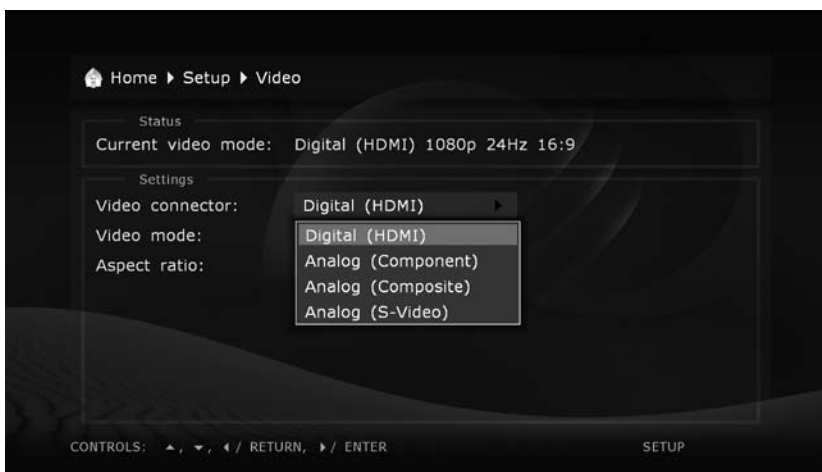 Home ▶ Setup ▶ Video
Status
Current video mode: Digital (HDMI) 1080p 24Hz 16:9
Settings
Video connector: Digital (HDMI)
Video mode: Digital (HDMI)
Analog (Component)
Aspect ratio:
Analog (Composite)
Analog (S-Video)
CONTROLS: ▲, ▼, ◀/ RETURN, ▶/ ENTER SETUP